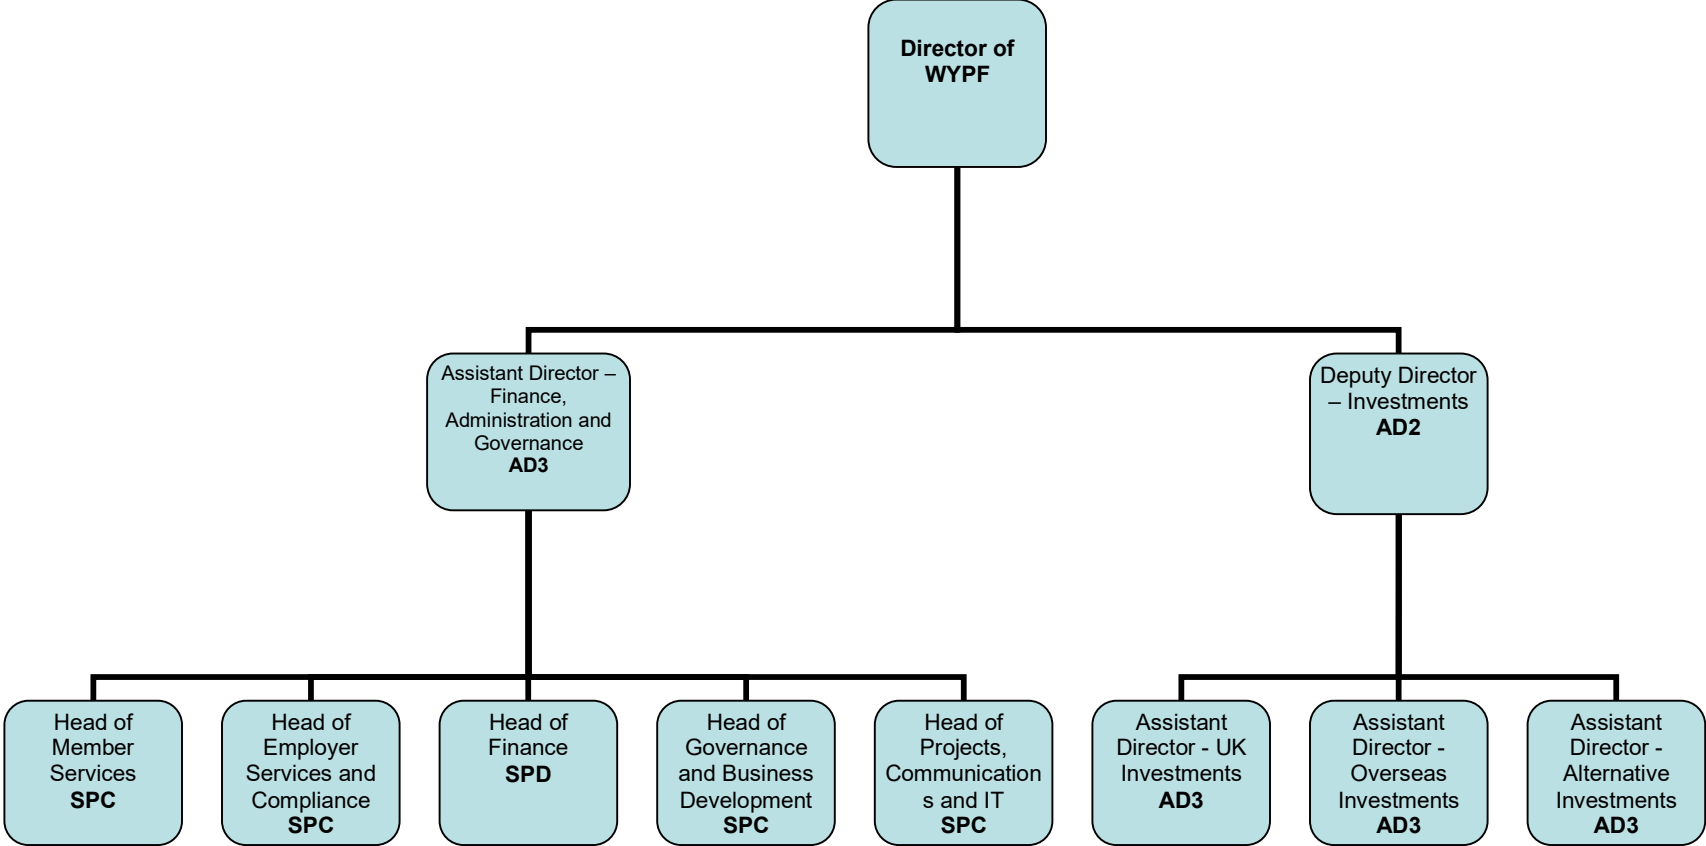 Director of
WYPF
Assistant Director –
Finance,
Administration and
Governance
AD3
Deputy Director
– Investments
AD2
Head of
Member
Services
SPC
Head of
Employer
Services and
Compliance
SPC
Head of
Finance
SPD
Head of
Governance
and Business
Development
SPC
Head of
Projects,
Communication
s and IT
SPC
Assistant
Director - UK
Investments
AD3
Assistant
Director -
Overseas
Investments
AD3
Assistant
Director -
Alternative
Investments
AD3